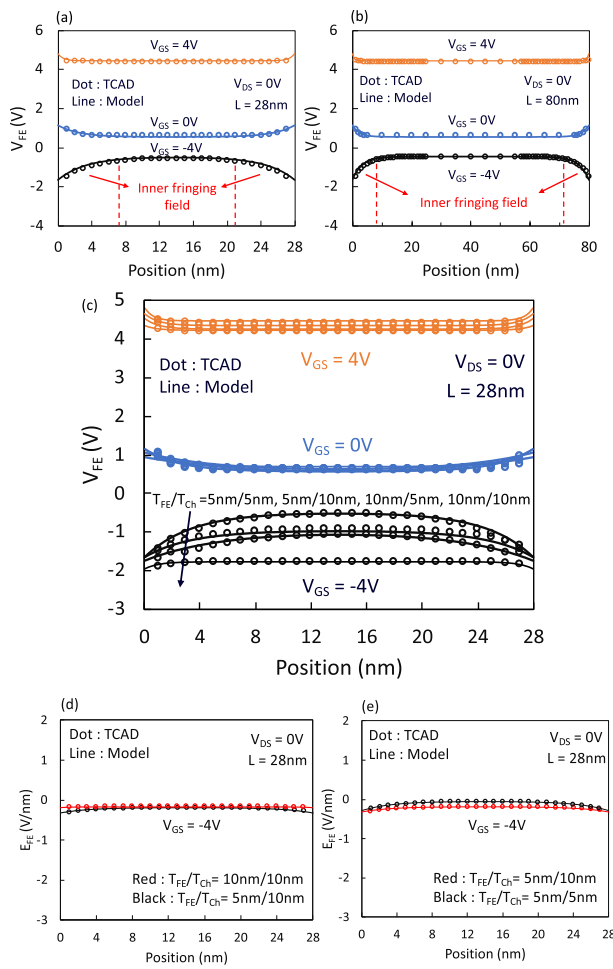 (a)
V_GS = 4V
Dot : TCAD
Line : Model
V_DS = 0V
L = 28nm
V_GS = 0V
V_GS = -4V
Inner fringing
field
V_FE (V)
6
4
2
0
-2
-4
0 4 8 12 16 20 24 28
Position (nm)
(b)
V_GS = 4V
Dot : TCAD
Line : Model
V_DS = 0V
L = 80nm
V_GS = 0V
V_GS = -4V
Inner fringing field
6
4
2
0
-2
-4
0 20 40 60 80
Position (nm)
(c)
V_GS = 4V
Dot : TCAD
Line : Model
V_DS = 0V
L = 28nm
V_GS = 0V
T_FE/T_Ch =5nm/5nm, 5nm/10nm, 10nm/5nm, 10nm/10nm
V_GS = -4V
V_FE (V)
5
4
3
2
1
0
-1
-2
-3
0 4 8 12 16 20 24 28
Position (nm)
(d)
Dot : TCAD
Line : Model
V_DS = 0V
L = 28nm
V_GS = -4V
Red : T_FE/T_Ch= 10nm/10nm
Black : T_FE/T_Ch= 5nm/10nm
E_FE (V/nm)
2
1
0
-1
-2
-3
0 4 8 12 16 20 24 28
Position (nm)
(e)
Dot : TCAD
Line : Model
V_DS = 0V
L = 28nm
V_GS = -4V
Red : T_FE/T_Ch= 5nm/10nm
Black : T_FE/T_Ch= 5nm/5nm
E_FE (V/nm)
2
1
0
-1
-2
-3
0 4 8 12 16 20 24 28
Position (nm)